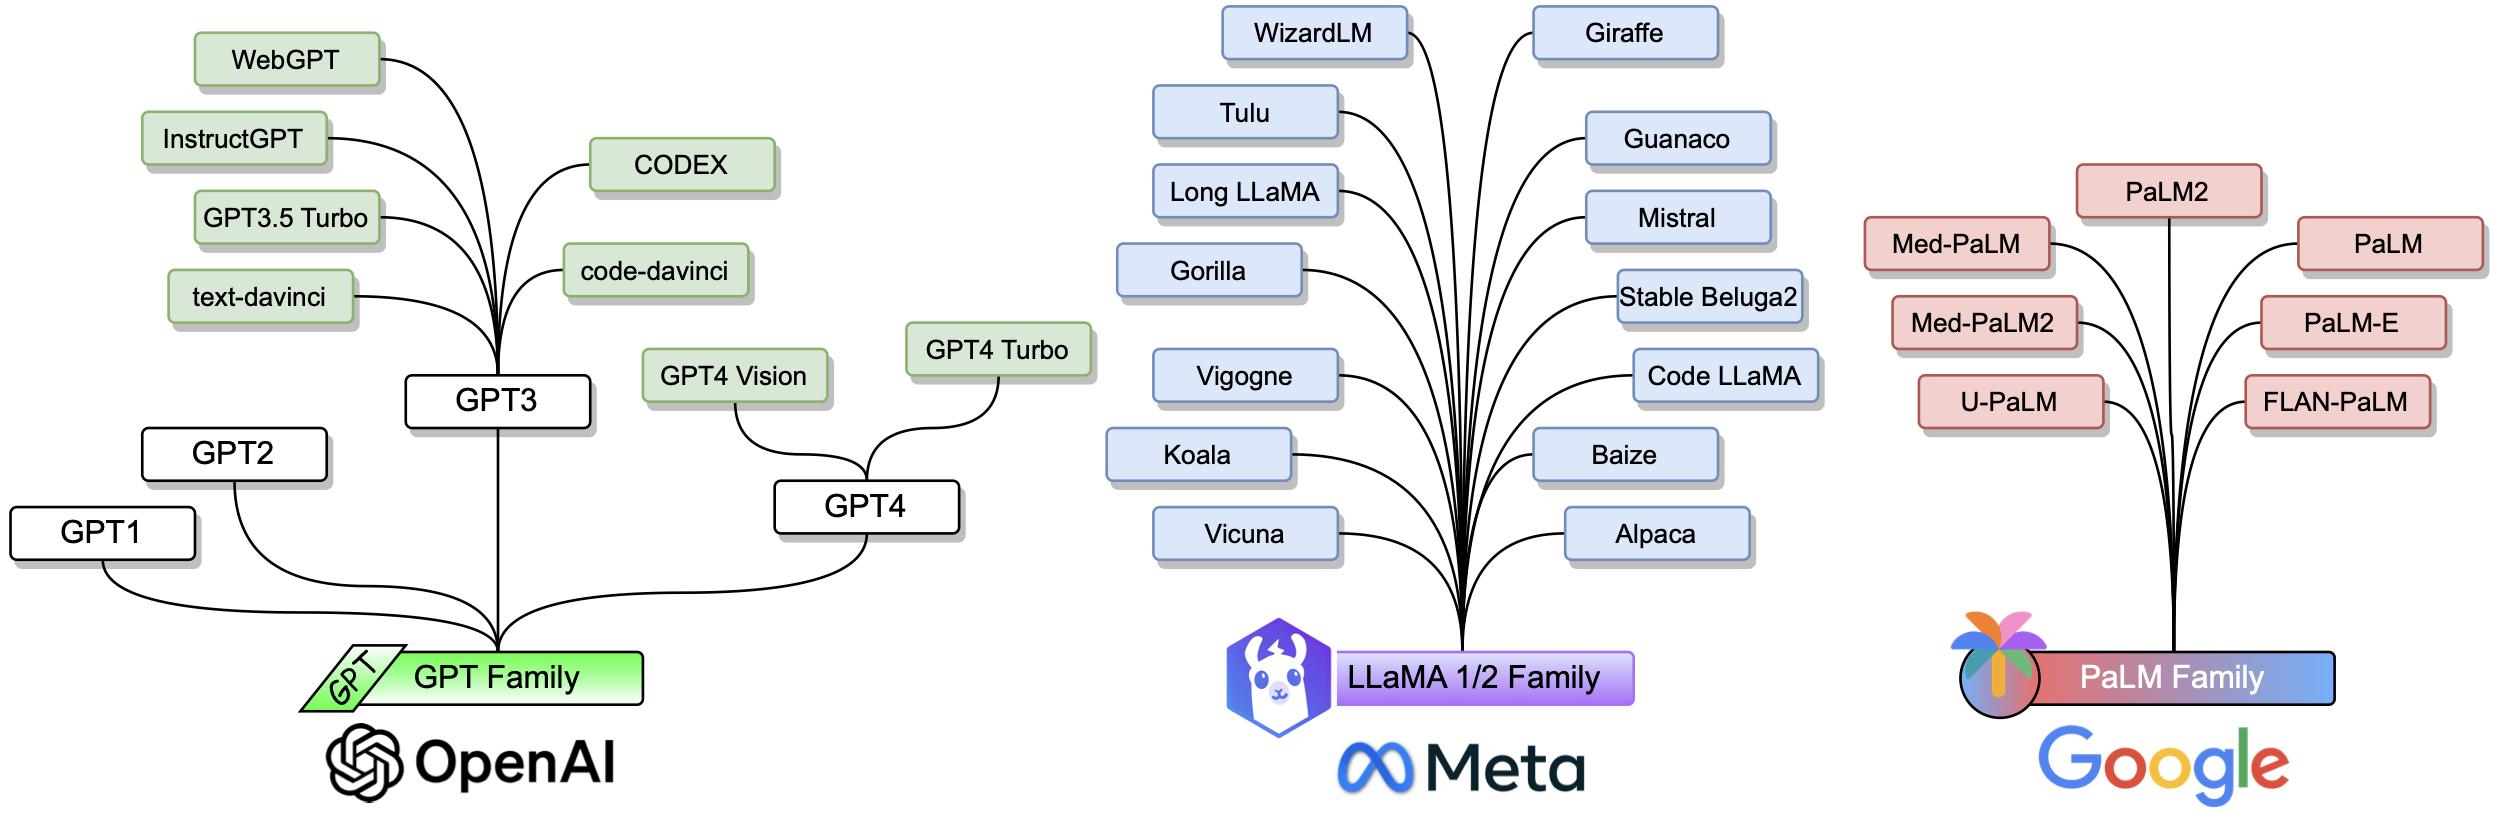 WebGPT
InstructGPT
GPT3.5 Turbo
text-davinci
CODEX
code-davinci
GPT3
GPT2
GPT1
GPT4 Vision
GPT4 Turbo
GPT4
GPT
GPT Family
OpenAI
WizardLM
Tulu
Long LLaMA
Gorilla
Vigogne
Koala
Vicuna
Giraffe
Guanaco
Mistral
Stable Beluga2
Code LLaMA
Baize
Alpaca
LLaMA 1/2 Family
Meta
PaLM2
Med-PaLM
Med-PaLM2
U-PaLM
PaLM
PaLM-E
FLAN-PaLM
PaLM Family
Google